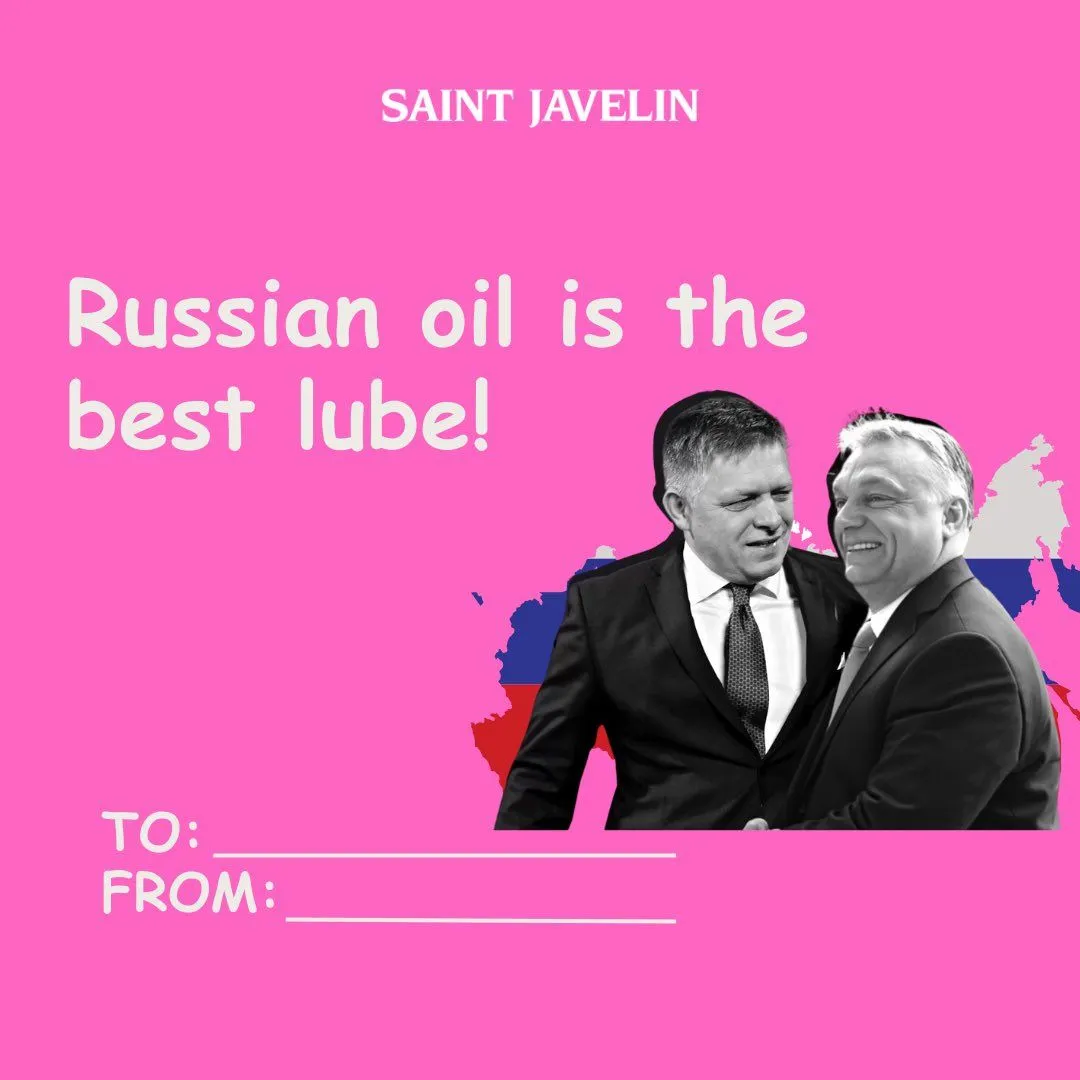 SAINT JAVELIN
Russian oil is the
best lube!
TO:
FROM: